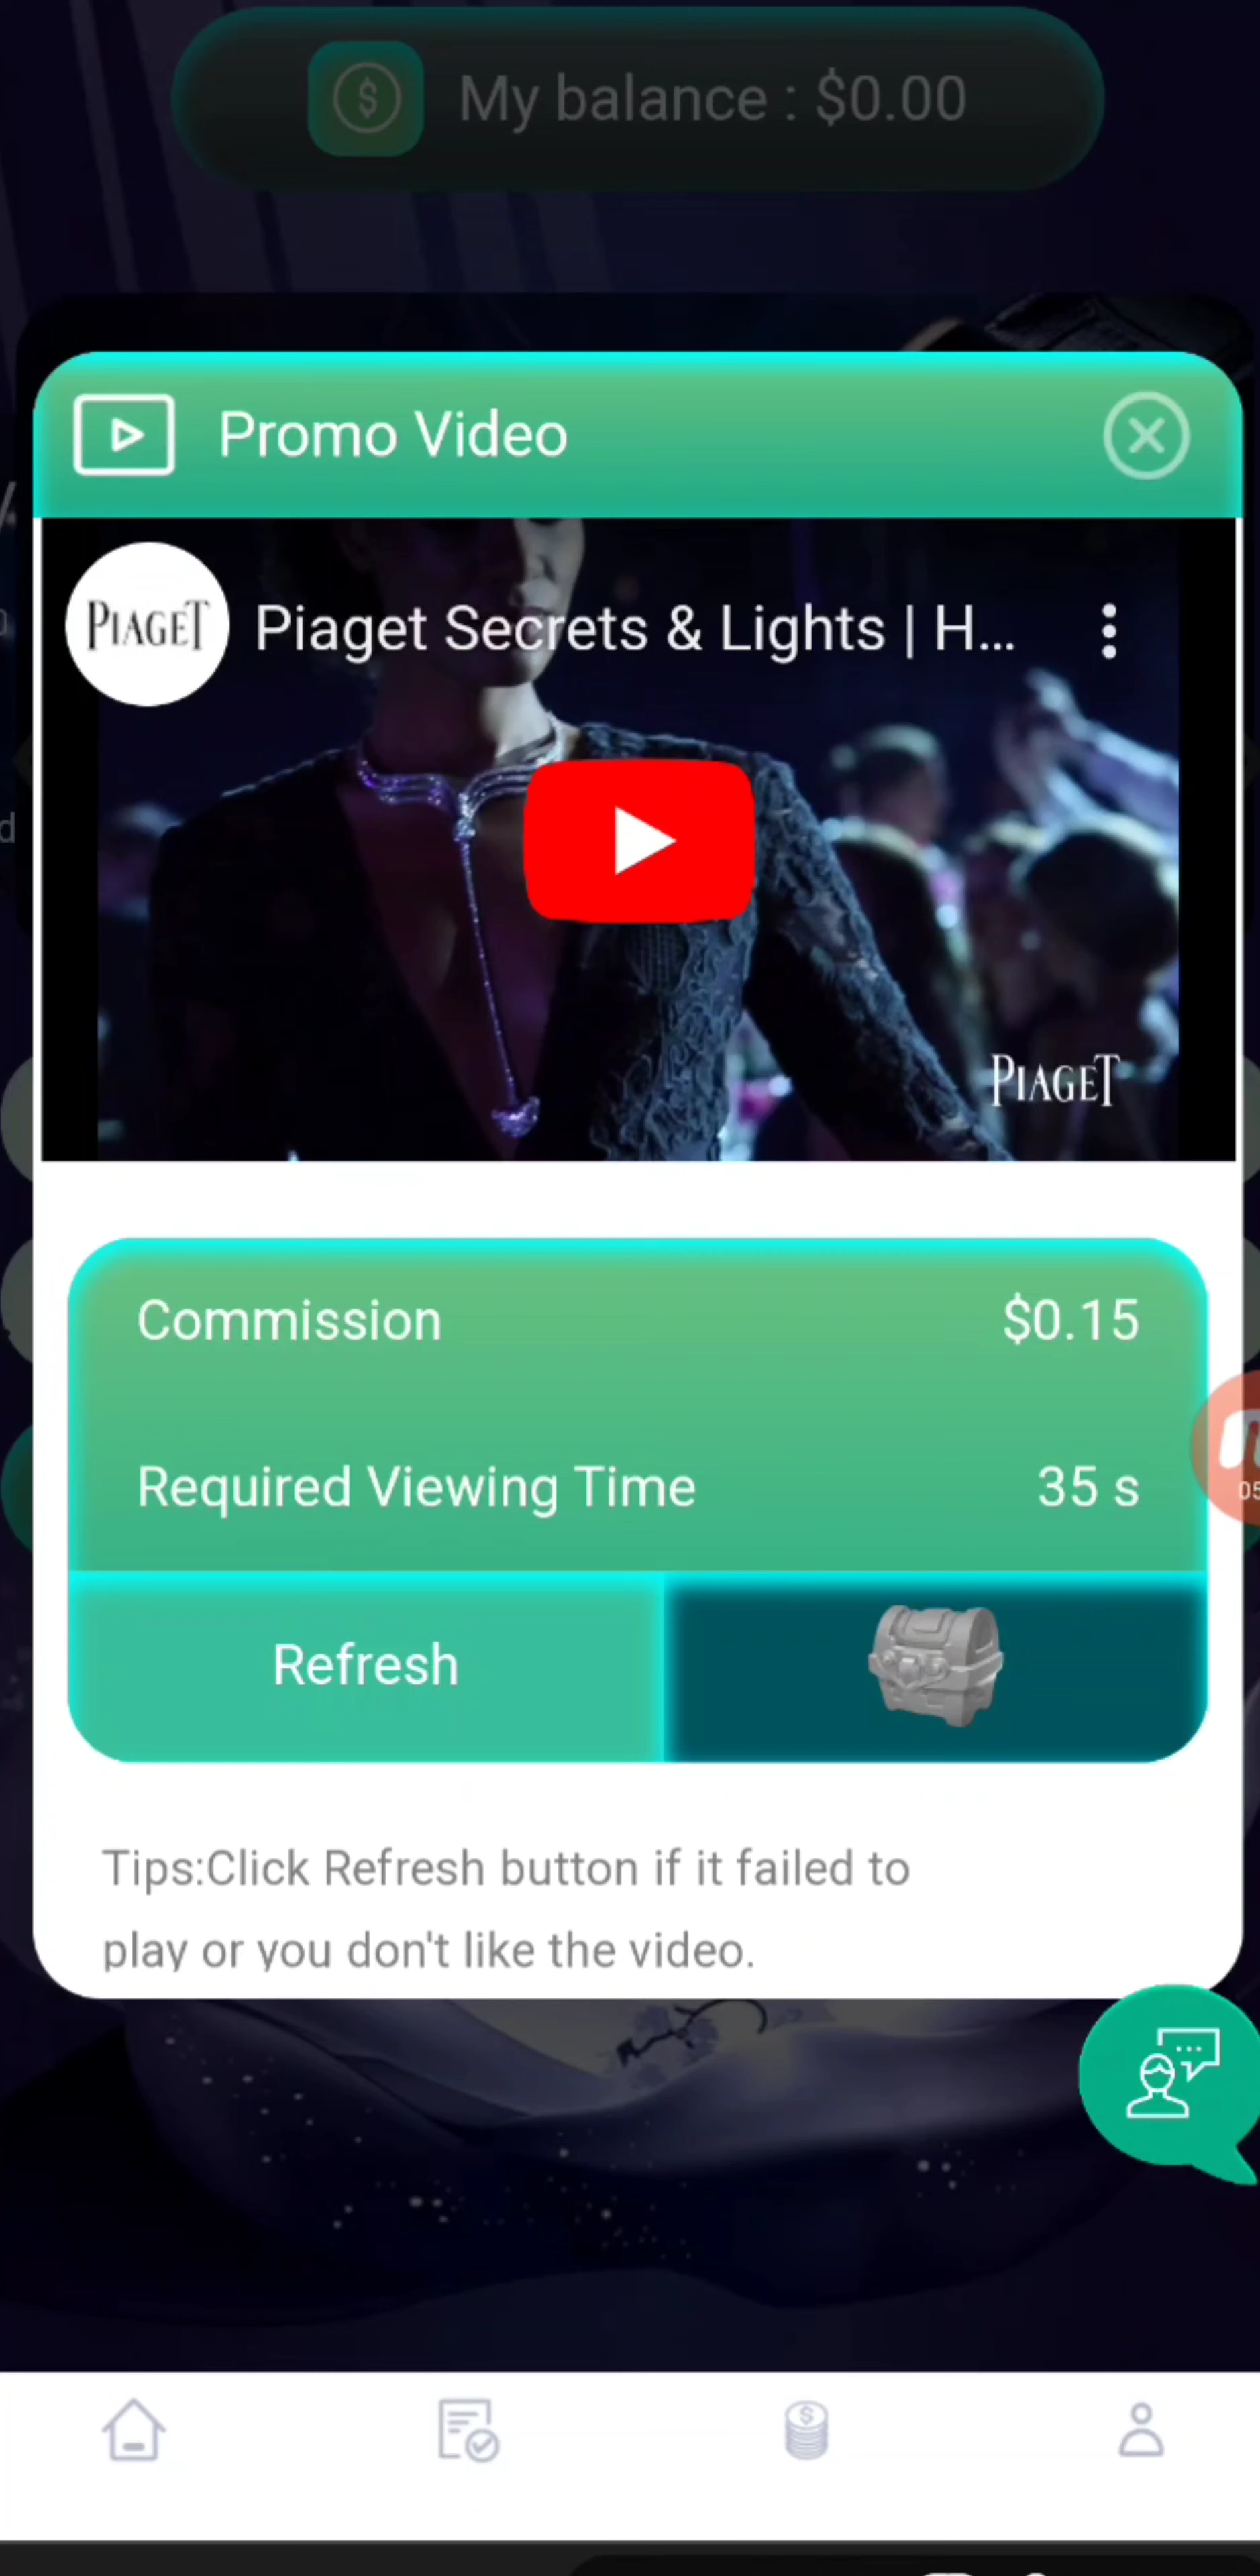 My balance : $0.00
Promo Video
PIAGET
Piaget Secrets & Lights | H...
PIAGET
Commission $0.15
Required Viewing Time 35 s
05
Refresh
Tips:Click Refresh button if it failed to
play or you don't like the video.